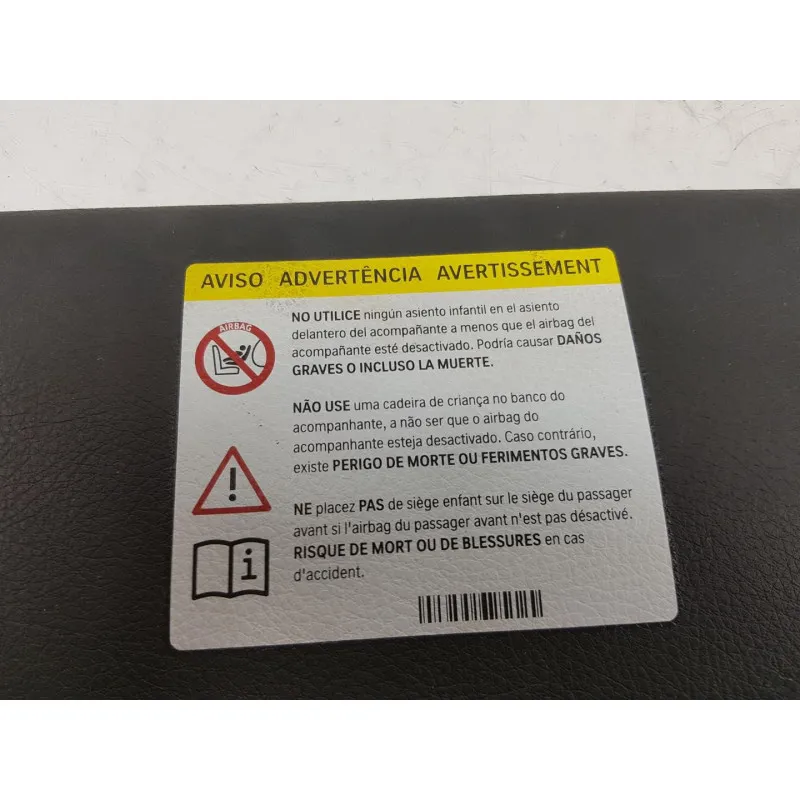 AVISO ADVERTÊNCIA AVERTISSEMENT
AIRBAG
NO UTILICE ningún asiento infantil en el asiento
delantero del acompañante a menos que el airbag del
acompañante esté desactivado. Podría causar DAÑOS
GRAVES O INCLUSO LA MUERTE.
NÃO USE uma cadeira de criança no banco do
acompanhante, a não ser que o airbag do
acompanhante esteja desactivado. Caso contrário,
existe PERIGO DE MORTE OU FERIMENTOS GRAVES.
NE placez PAS de siège enfant sur le siège du passager
avant si l'airbag du passager avant n'est pas désactivé.
RISQUE DE MORT OU DE BLESSURES en cas
d'accident.